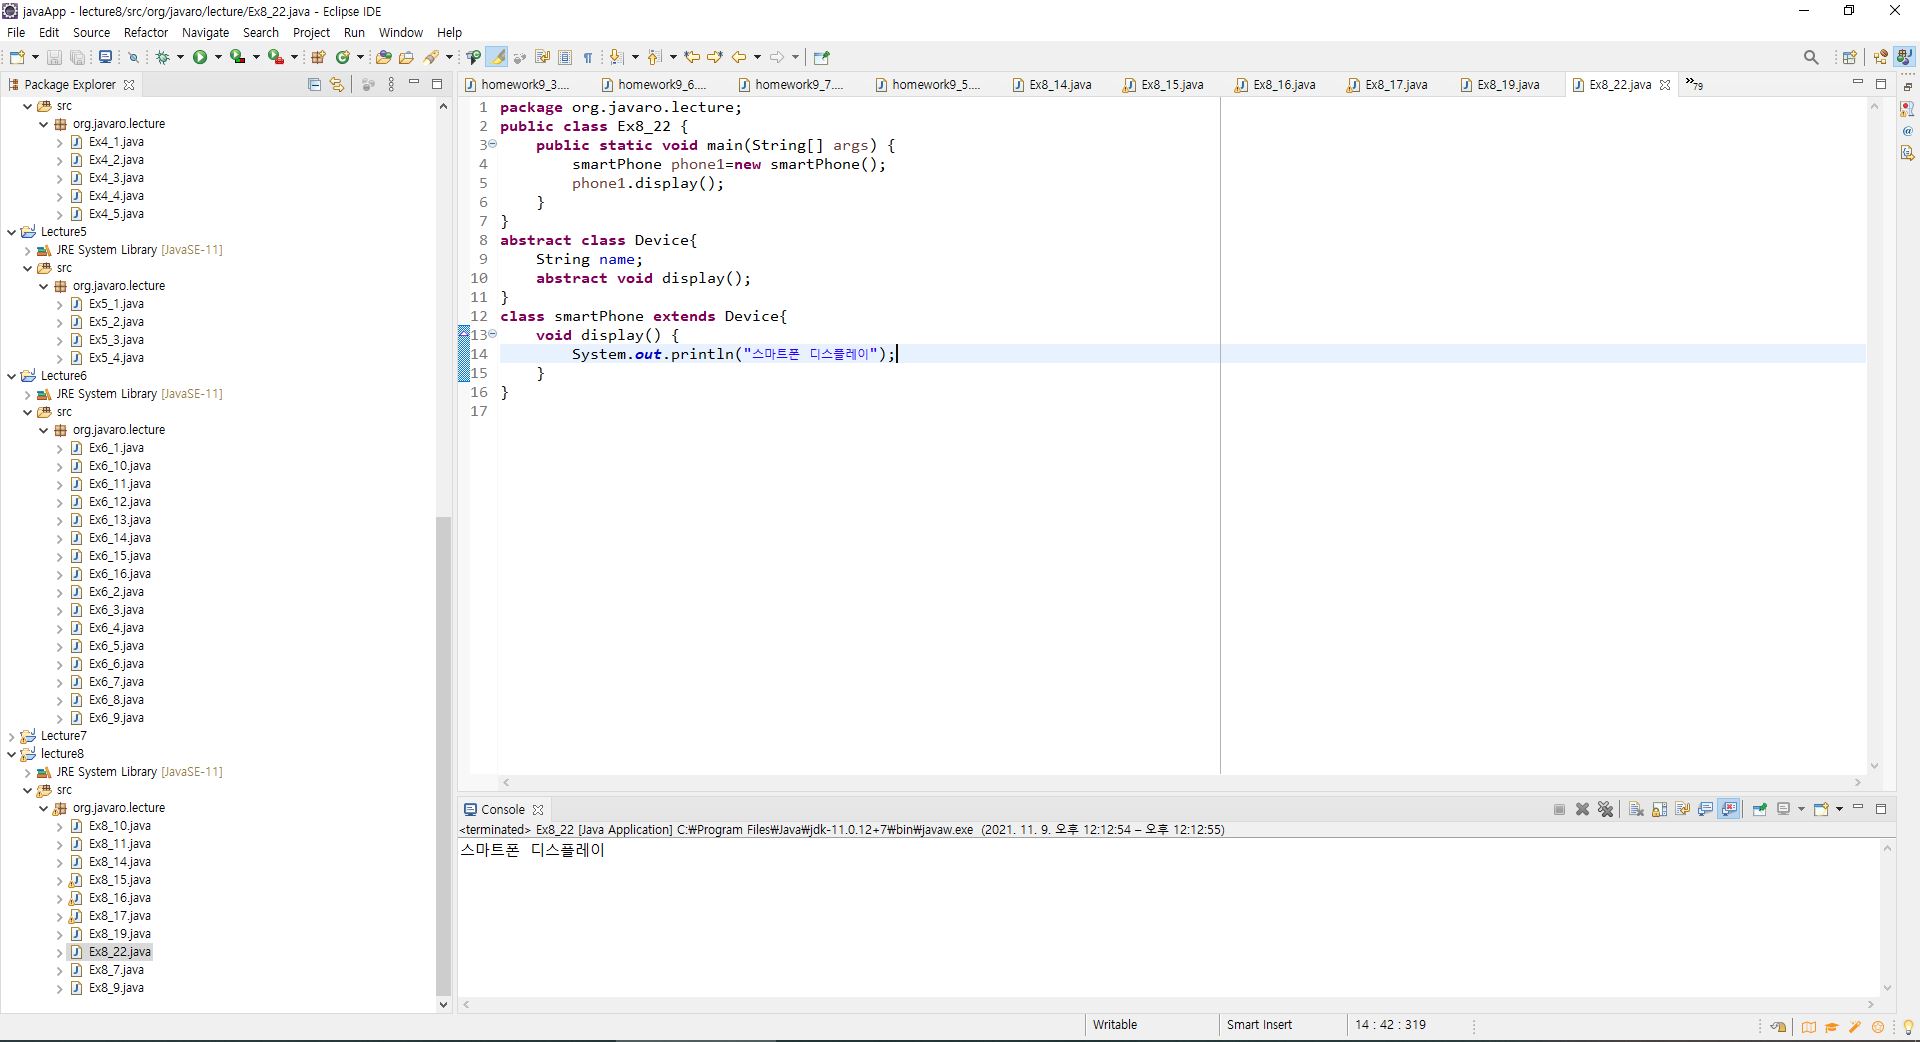 javaApp - lecture8/src/org/javaro/lecture/Ex8_22.java - Eclipse IDE
File Edit Source Refactor Navigate Search Project Run Window Help
Package Explorer
src
org.javaro.lecture
Ex4_1.java
Ex4_2.java
Ex4_3.java
Ex4_4.java
Ex4_5.java
Lecture5
JRE System Library [JavaSE-11]
src
org.javaro.lecture
Ex5_1.java
Ex5_2.java
Ex5_3.java
Ex5_4.java
Lecture6
JRE System Library [JavaSE-11]
src
org.javaro.lecture
Ex6_1.java
Ex6_10.java
Ex6_11.java
Ex6_12.java
Ex6_13.java
Ex6_14.java
Ex6_15.java
Ex6_16.java
Ex6_2.java
Ex6_3.java
Ex6_4.java
Ex6_5.java
Ex6_6.java
Ex6_7.java
Ex6_8.java
Ex6_9.java
Lecture7
lecture8
JRE System Library [JavaSE-11]
src
org.javaro.lecture
Ex8_10.java
Ex8_11.java
Ex8_14.java
Ex8_15.java
Ex8_16.java
Ex8_17.java
Ex8_19.java
Ex8_22.java
Ex8_7.java
Ex8_9.java
homework9_3.... homework9_6.... homework9_7.... homework9_5.... Ex8_14.java Ex8_15.java Ex8_16.java Ex8_17.java Ex8_19.java Ex8_22.java »79
1 package org.javaro.lecture;
2 public class Ex8_22 {
3 public static void main(String[] args) {
4 smartPhone phone1=new smartPhone();
5 phone1.display();
6 }
7 }
8 abstract class Device{
9 String name;
10 abstract void display();
11 }
12 class smartPhone extends Device{
13 void display() {
14 System.out.println("스마트폰 디스플레이");
15 }
16 }
17
Console
<terminated> Ex8_22 [Java Application] C:₩Program Files₩Java₩jdk-11.0.12+7₩bin₩javaw.exe (2021. 11. 9. 오후 12:12:54 – 오후 12:12:55)
스마트폰 디스플레이
Writable Smart Insert 14 : 42 : 319